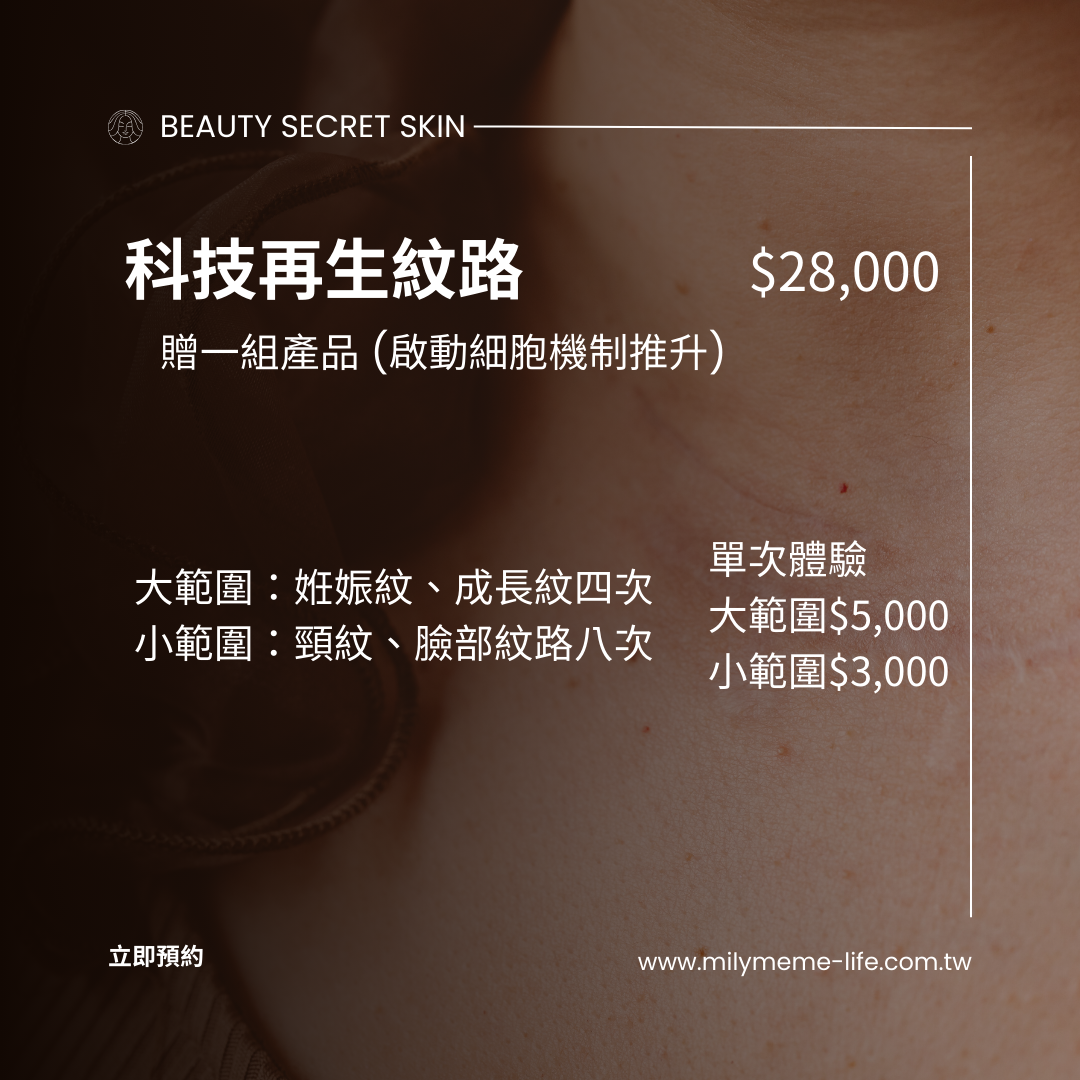 BEAUTY SECRET SKIN
科技再生紋路
$28,000
贈一組產品 (啟動細胞機制推升)
大範圍：姙娠紋、成長紋四次
小範圍：頸紋、臉部紋路八次
單次體驗
大範圍$5,000
小範圍$3,000
立即預約
www.milymeme-life.com.tw